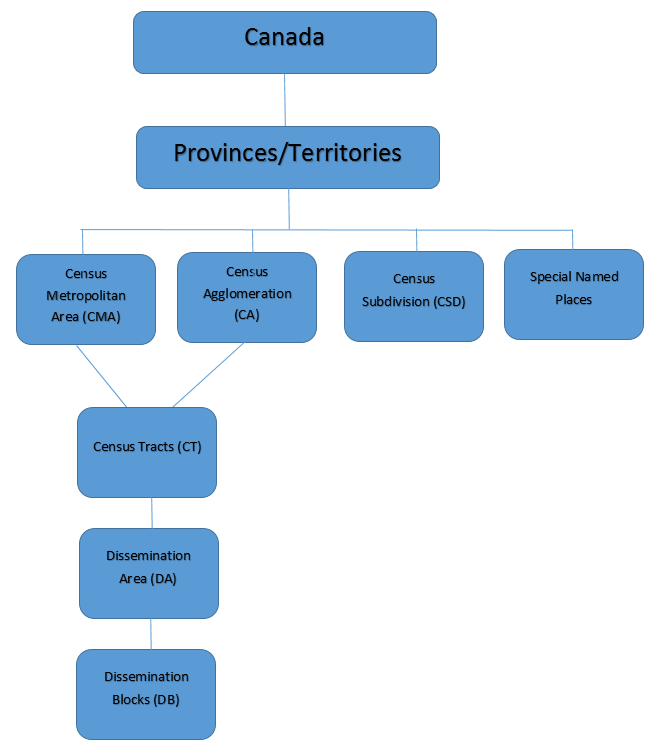 Canada
Provinces/Territories
Census
Metropolitan
Area (CMA)
Census
Agglomeration
(CA)
Census
Subdivision (CSD)
Special Named
Places
Census Tracts (CT)
Dissemination
Area (DA)
Dissemination
Blocks (DB)